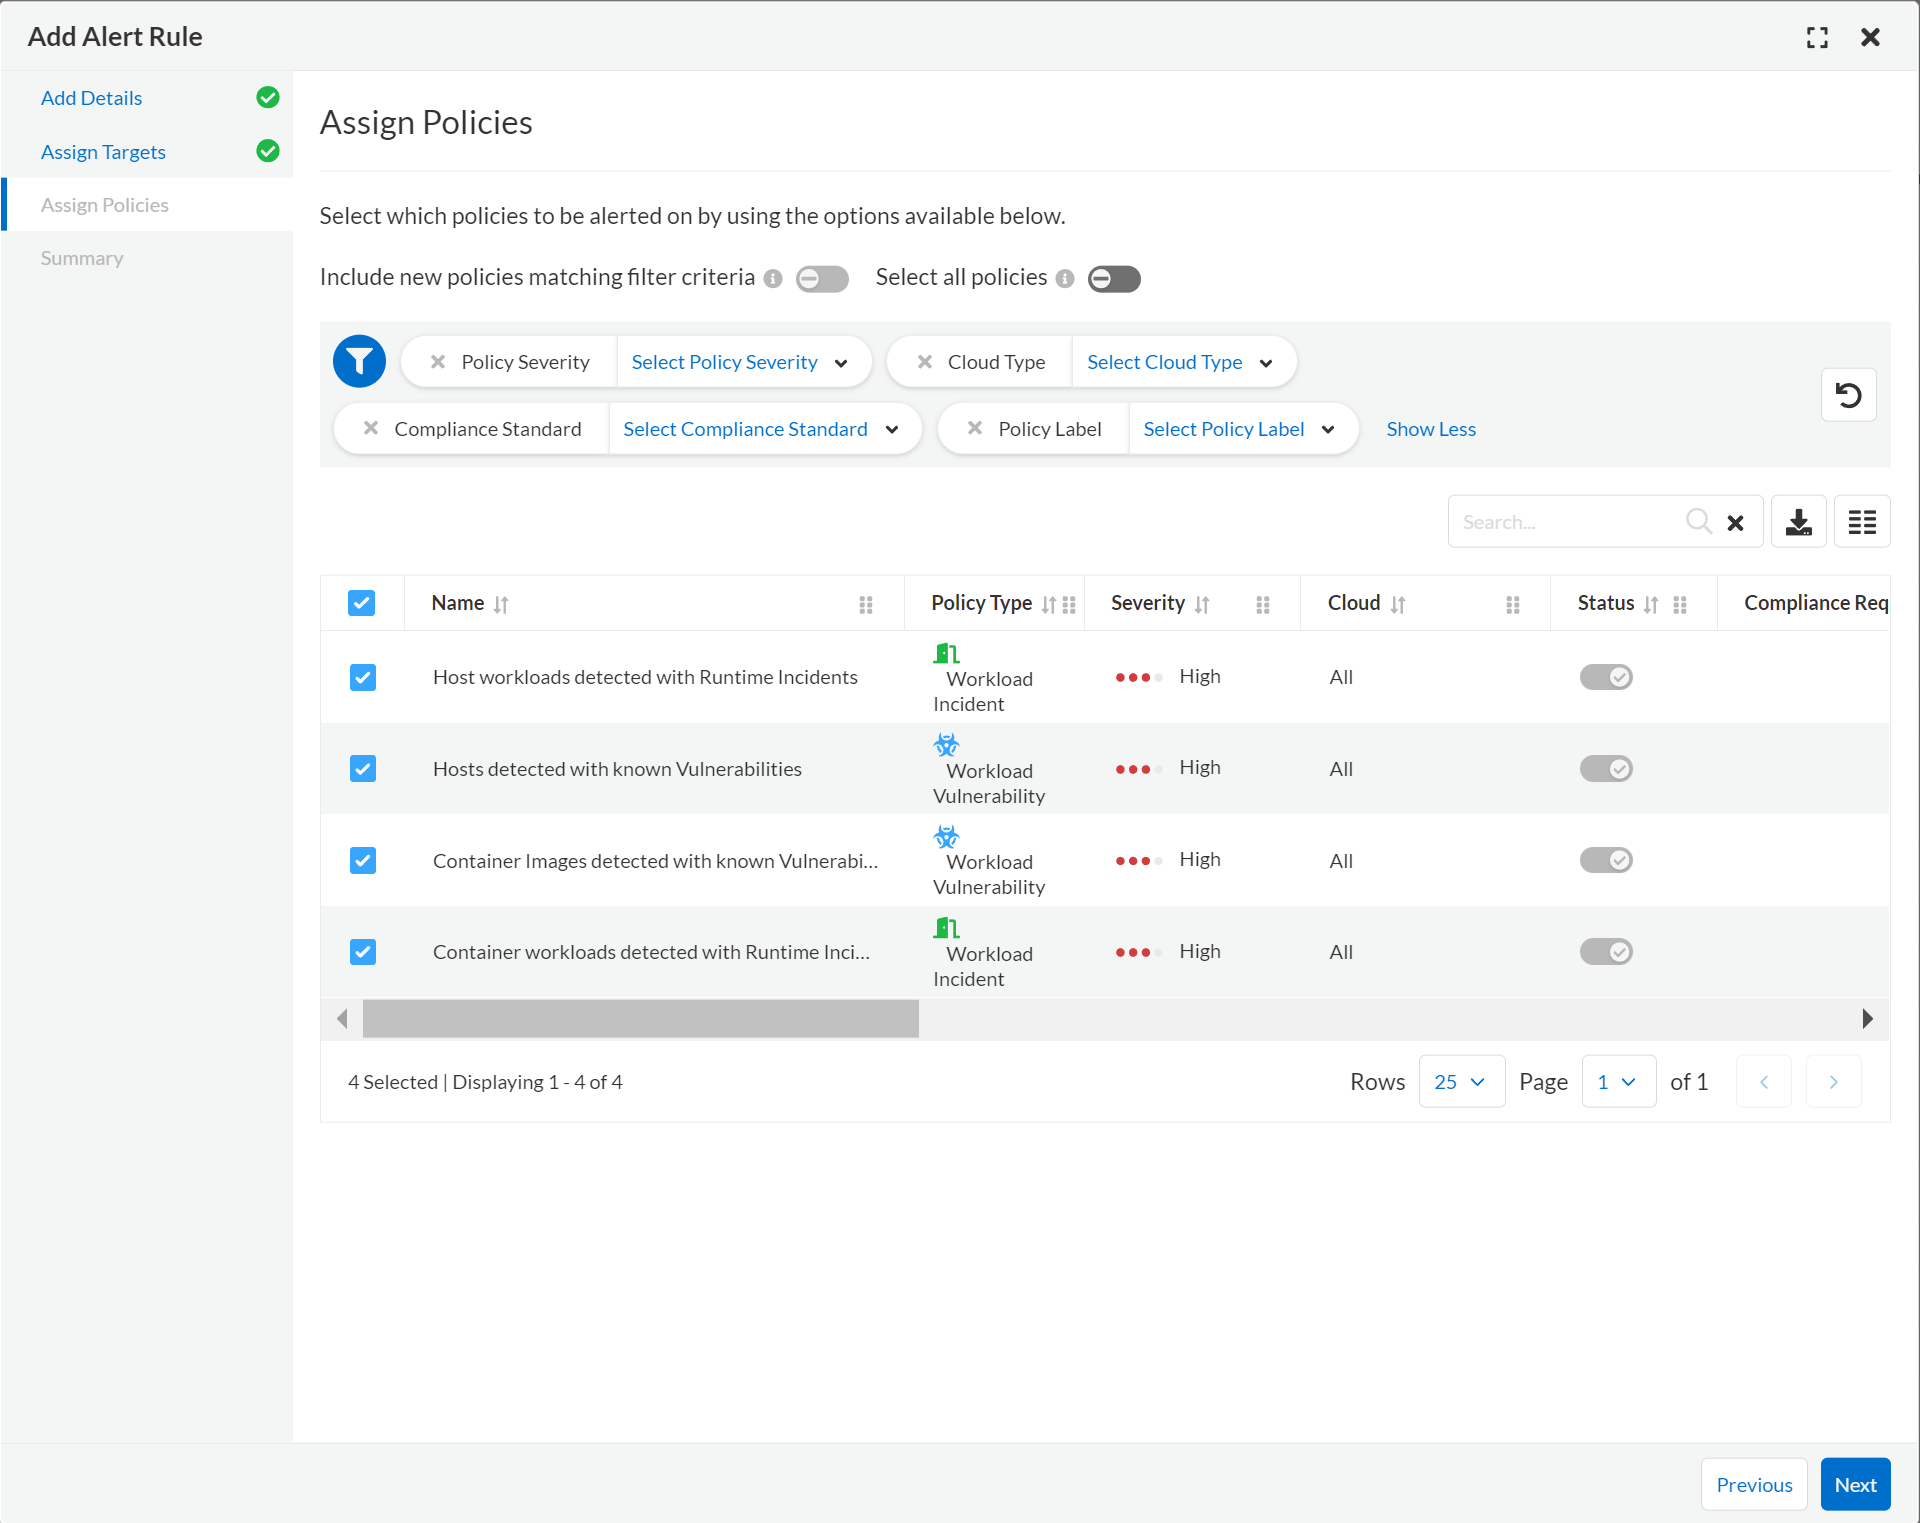 Add Alert Rule
Add Details
Assign Targets
Assign Policies
Summary
Assign Policies
Select which policies to be alerted on by using the options available below.
Include new policies matching filter criteria
Select all policies
Policy Severity Select Policy Severity
Cloud Type Select Cloud Type
Compliance Standard Select Compliance Standard
Policy Label Select Policy Label
Show Less
Search...
Name Policy Type Severity Cloud Status Compliance Req
Host workloads detected with Runtime Incidents
Workload
Incident
High
All
Hosts detected with known Vulnerabilities
Workload
Vulnerability
High
All
Container Images detected with known Vulnerabi...
Workload
Vulnerability
High
All
Container workloads detected with Runtime Inci...
Workload
Incident
High
All
4 Selected | Displaying 1 - 4 of 4
Rows 25 Page 1 of 1
Previous
Next